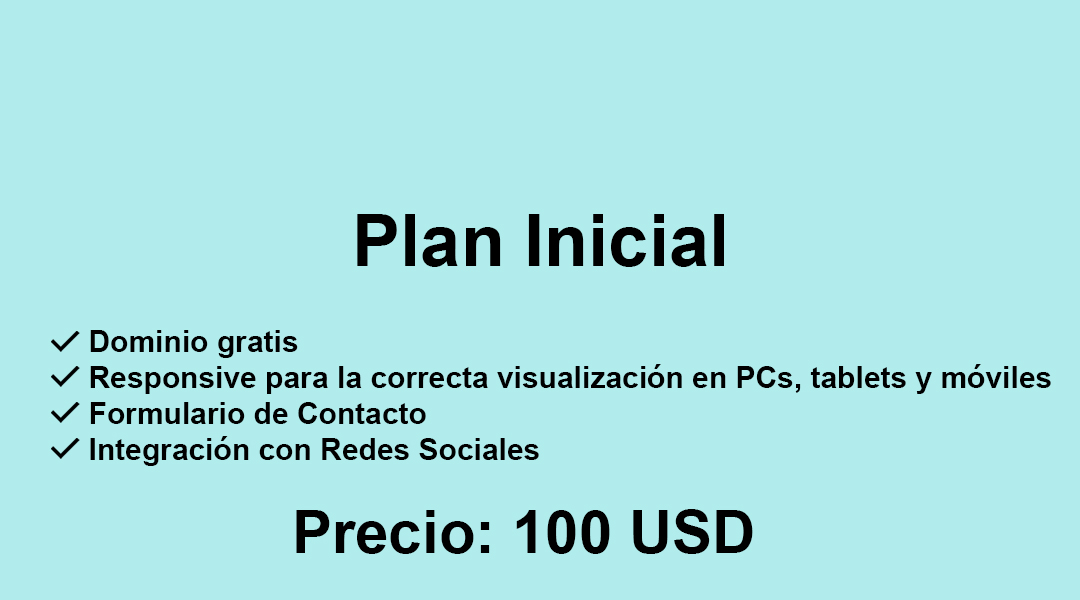 Plan Inicial
✓ Dominio gratis
✓ Responsive para la correcta visualización en PCs, tablets y móviles
✓ Formulario de Contacto
✓ Integración con Redes Sociales
Precio: 100 USD